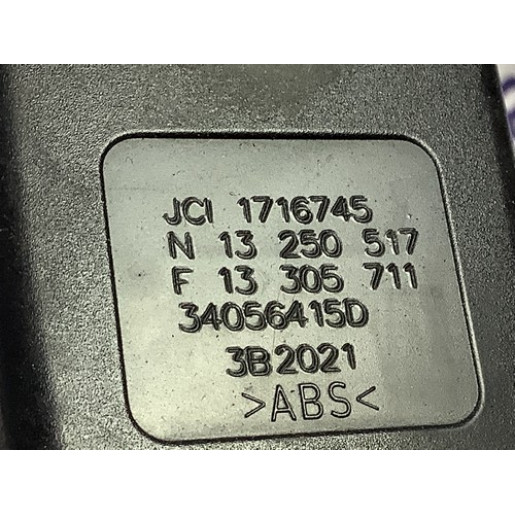 JCI 1716745
N 13 250 517
F 13 305 711
34056415D
3B2021
>ABS<